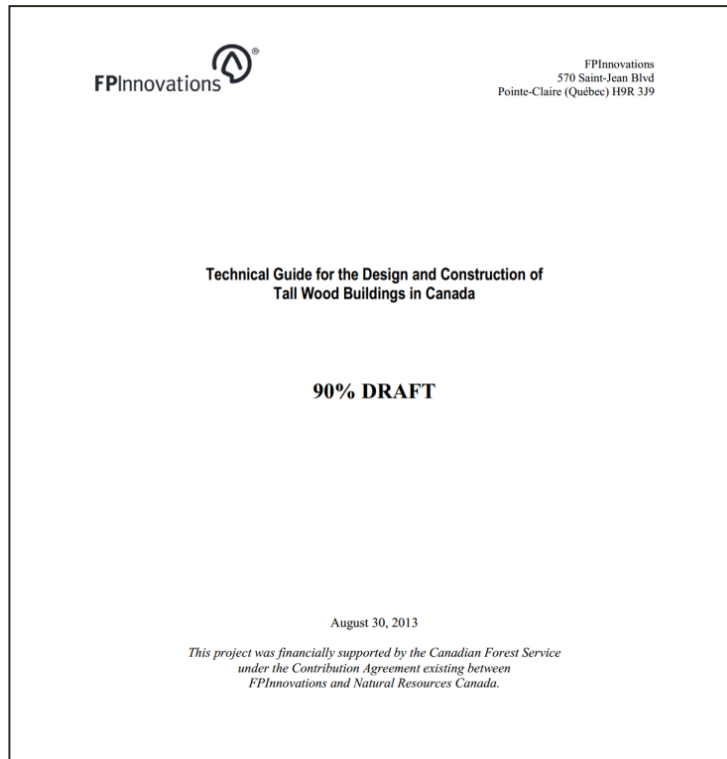 FPInnovations®
FPInnovations
570 Saint-Jean Blvd
Pointe-Claire (Québec) H9R 3J9
Technical Guide for the Design and Construction of
Tall Wood Buildings in Canada
90% DRAFT
August 30, 2013
This project was financially supported by the Canadian Forest Service
under the Contribution Agreement existing between
FPInnovations and Natural Resources Canada.